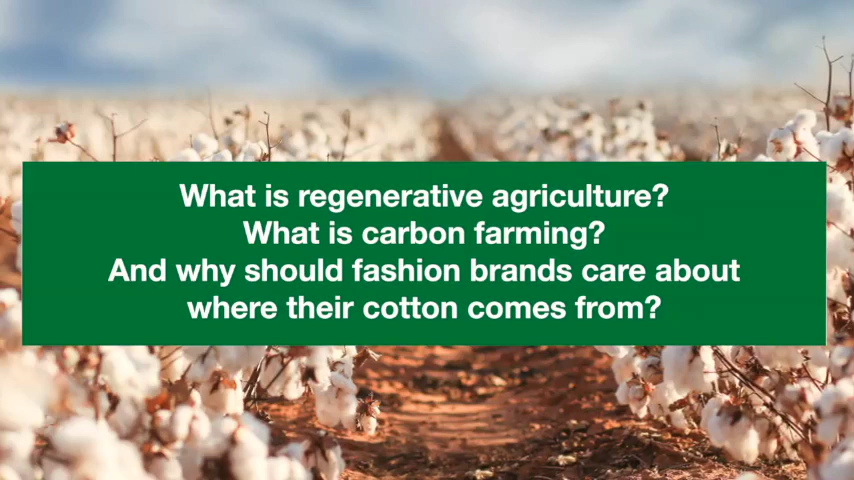 What is regenerative agriculture?
What is carbon farming?
And why should fashion brands care about
where their cotton comes from?